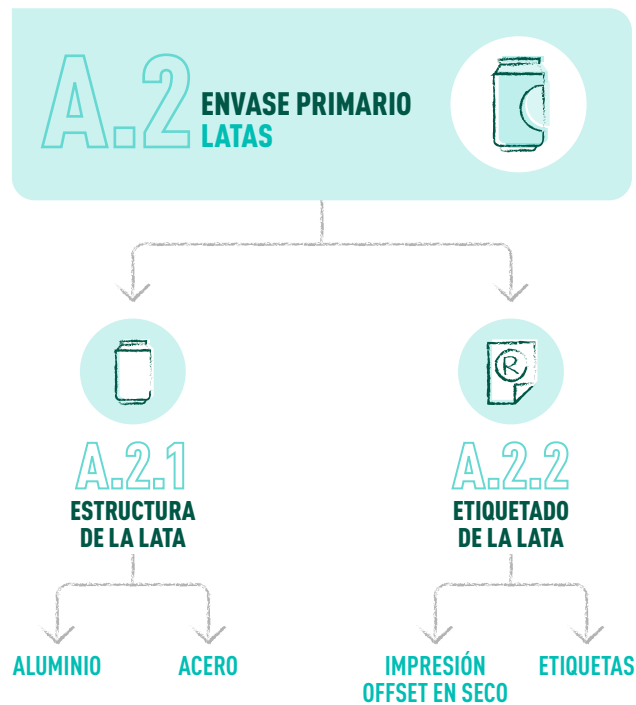 A.2
ENVASE PRIMARIO
LATAS
R
A.2.1
ESTRUCTURA
DE LA LATA
A.2.2
ETIQUETADO
DE LA LATA
ALUMINIO
ACERO
IMPRESIÓN
OFFSET EN SECO
ETIQUETAS